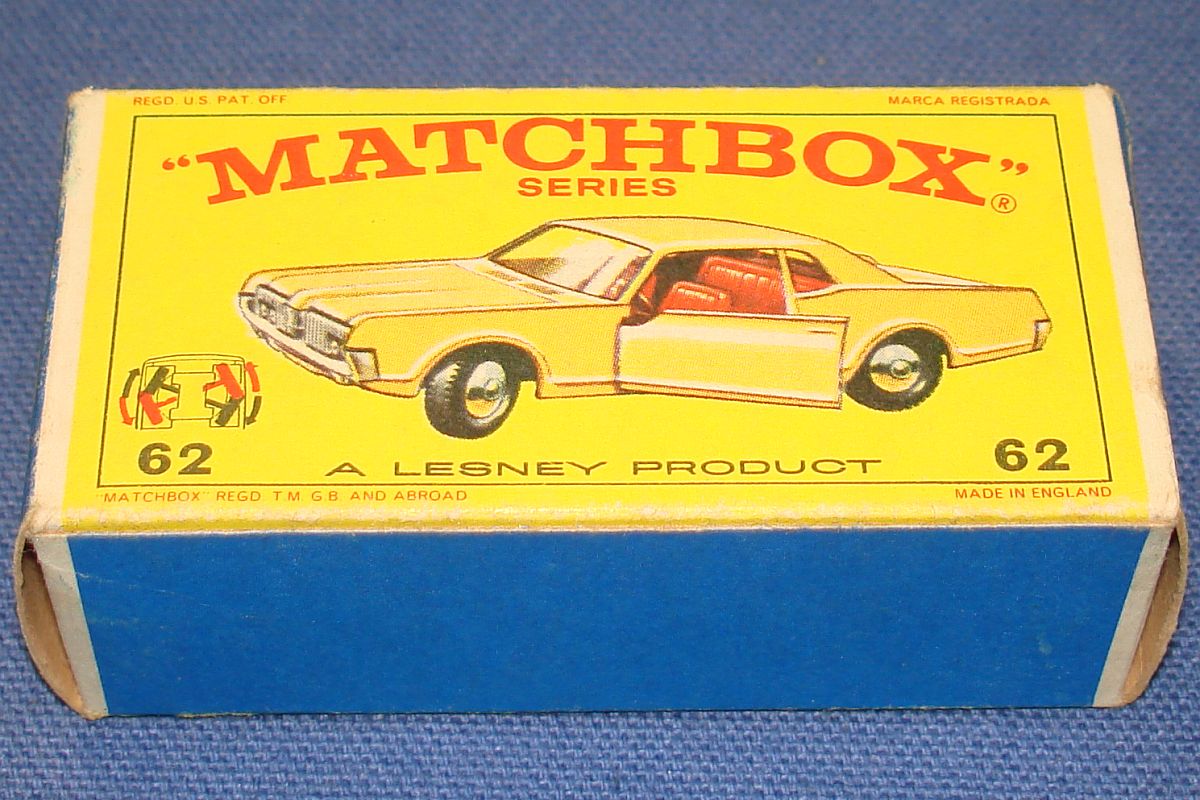 REGD. U.S. PAT. OFF
MARCA REGISTRADA
“MATCHBOX”®
SERIES
62
A LESNEY PRODUCT
62
"MATCHBOX" REGD T.M G.B. AND ABROAD
MADE IN ENGLAND